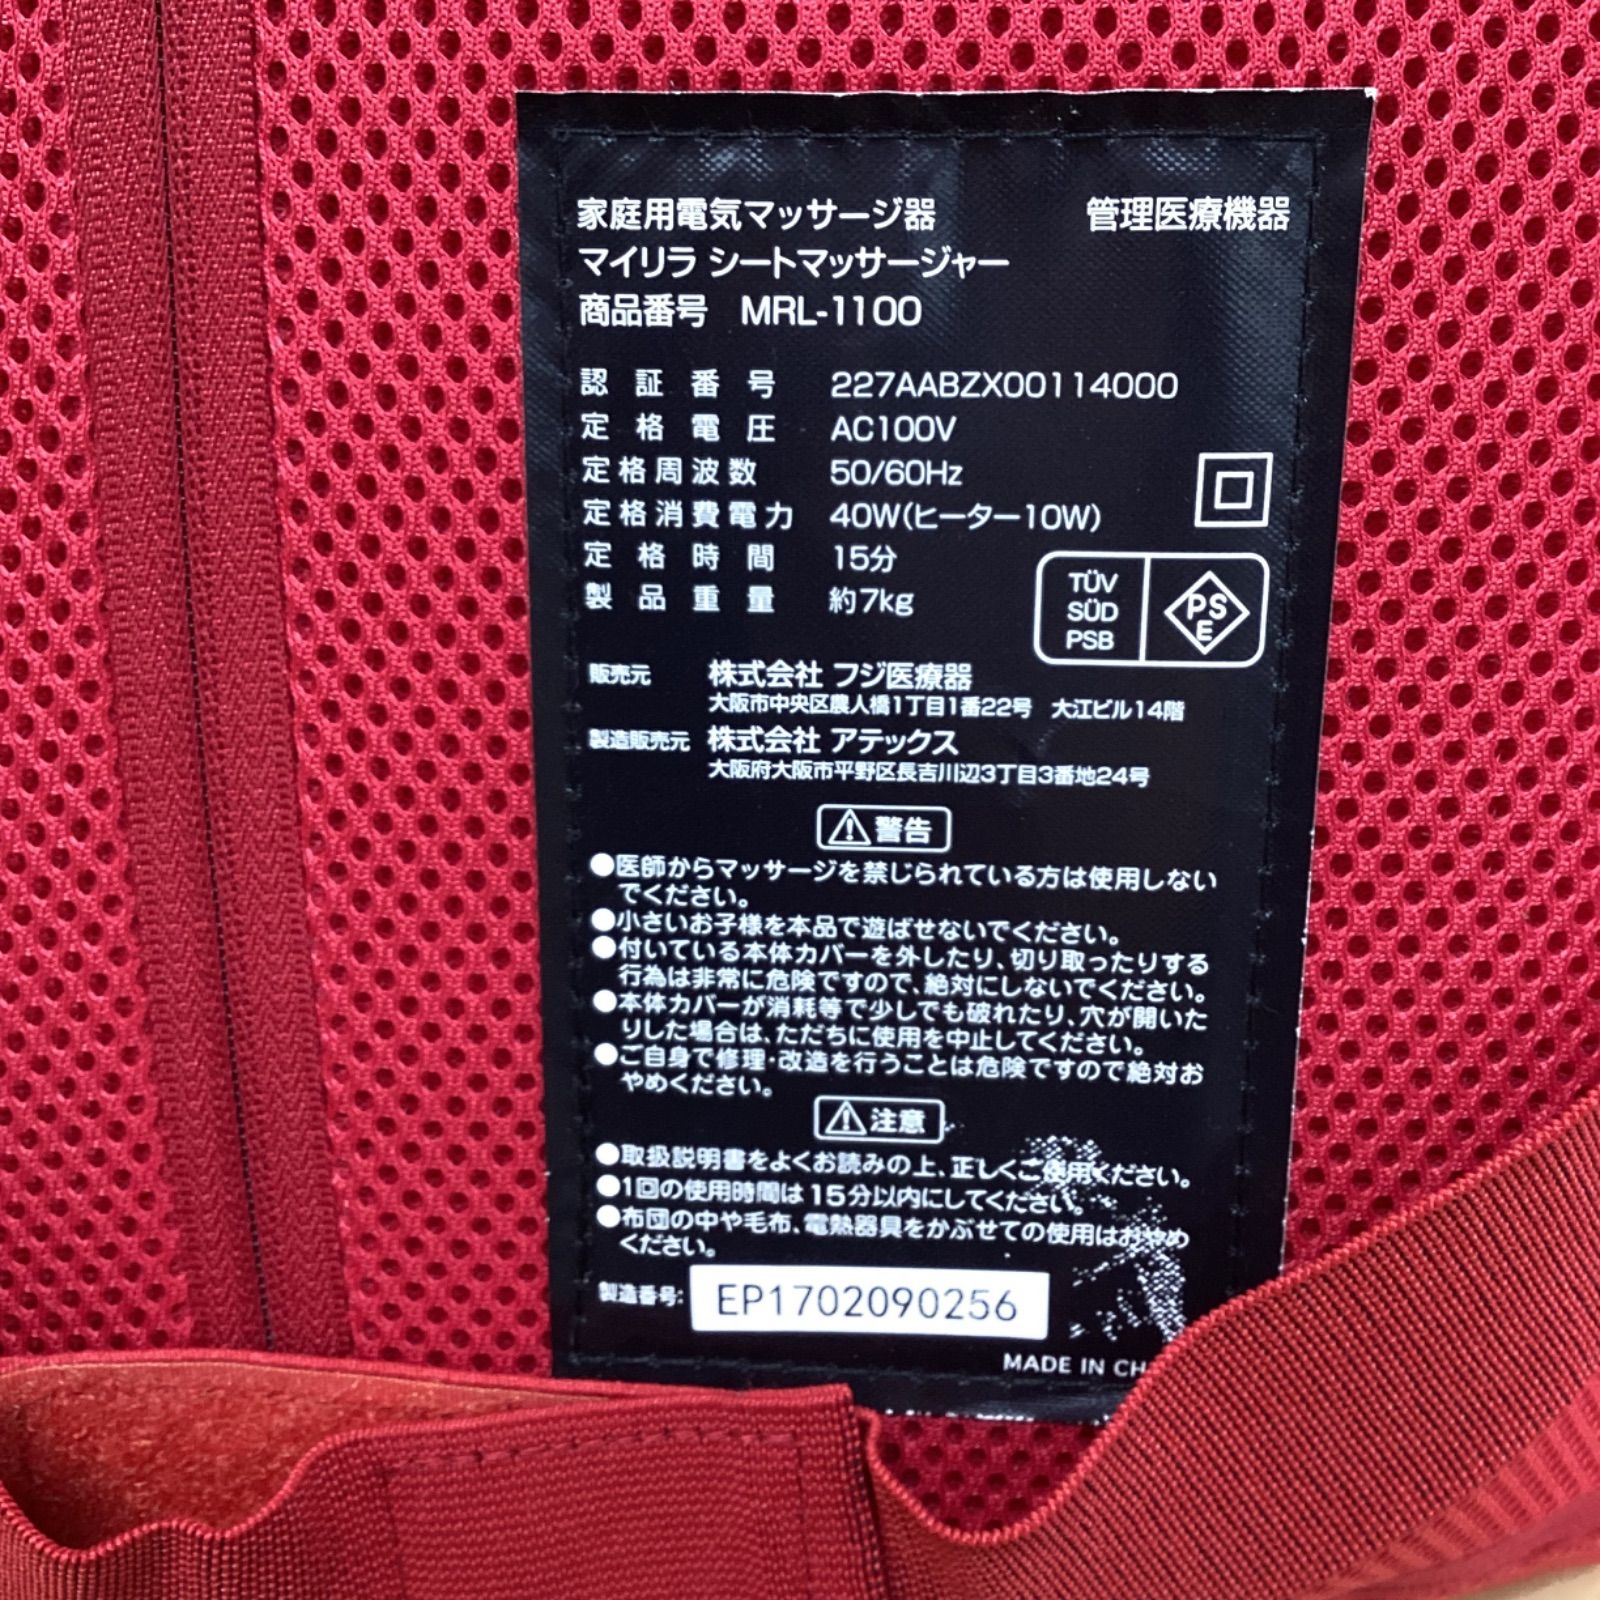 家庭用電気マッサージ器 管理医療機器
マイリラ シートマッサージャー
商品番号 MRL-1100
認証番号 227AABZX00114000
定格電圧 AC100V
定格周波数 50/60Hz
定格消費電力 40W(ヒーター10W)
定格時間 15分
製品重量 約7kg
TÜV
SÜD
PSB
PS
E
販売元 株式会社 フジ医療器
大阪市中央区農人橋1丁目1番22号 大江ビル14階
製造販売元 株式会社 アテックス
大阪府大阪市平野区長吉川辺3丁目3番地24号
⚠警告
●医師からマッサージを禁じられている方は使用しない
でください。
●小さいお子様を本品で遊ばせないでください。
●付いている本体カバーを外したり、切り取ったりする
行為は非常に危険ですので、絶対にしないでください。
●本体カバーが消耗等で少しでも破れたり、穴が開いた
りした場合は、ただちに使用を中止してください。
●ご自身で修理・改造を行うことは危険ですので絶対お
やめください。
⚠注意
●取扱説明書をよくお読みの上、正しくご使用ください。
●1回の使用時間は15分以内にしてください。
●布団の中や毛布、電熱器具をかぶせての使用はおやめ
ください。
製造番号: EP1702090256
MADE IN